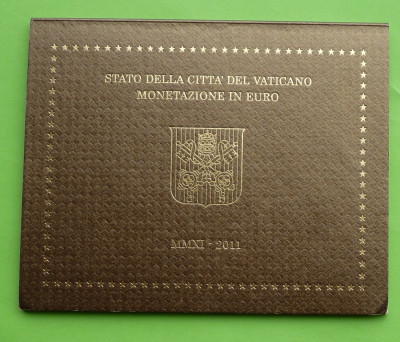 STATO DELLA CITTA' DEL VATICANO
MONETAZIONE IN EURO
MMXI - 2011